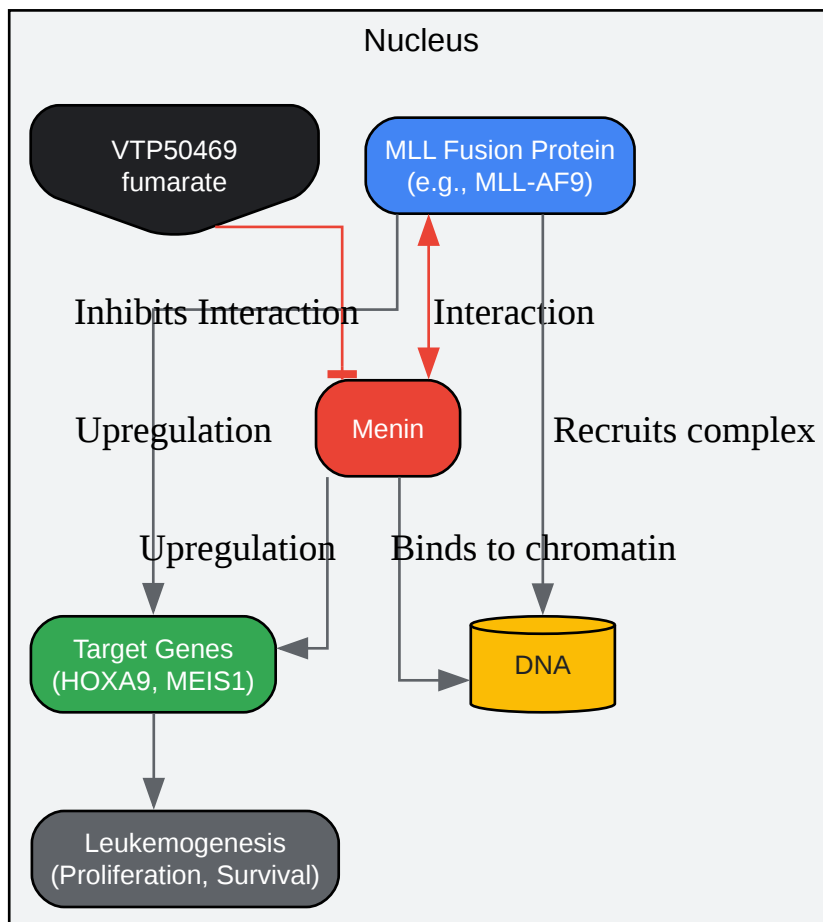 Nucleus
VTP50469
fumarate
MLL Fusion Protein
(e.g., MLL-AF9)
Inhibits Interaction
Interaction
Upregulation
Menin
Recruits complex
Upregulation
Binds to chromatin
Target Genes
(HOXA9, MEIS1)
DNA
Leukemogenesis
(Proliferation, Survival)